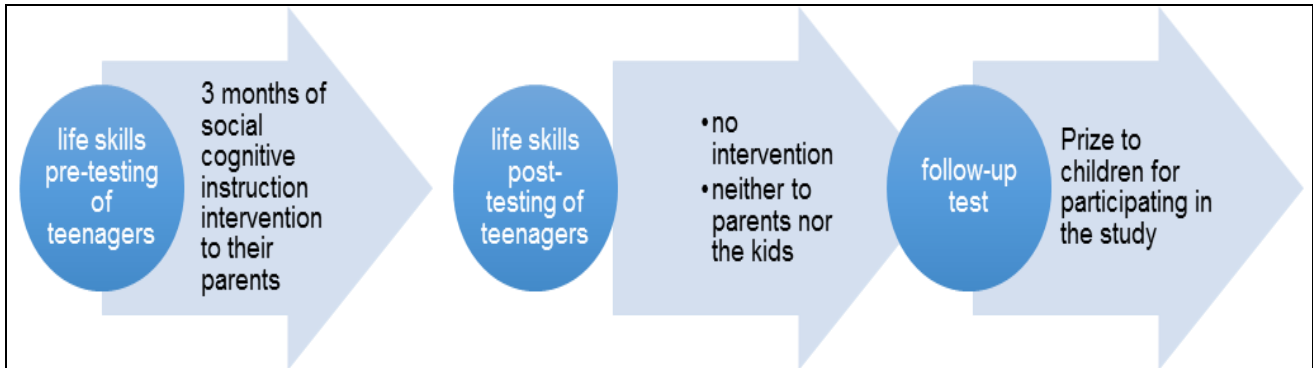 life skills
pre-testing
of
teenagers
3 months of
social
cognitive
instruction
intervention
to their
parents
life skills
post-
testing of
teenagers
•no
intervention
•neither to
parents nor
the kids
follow-up
test
Prize to
children for
participating in
the study